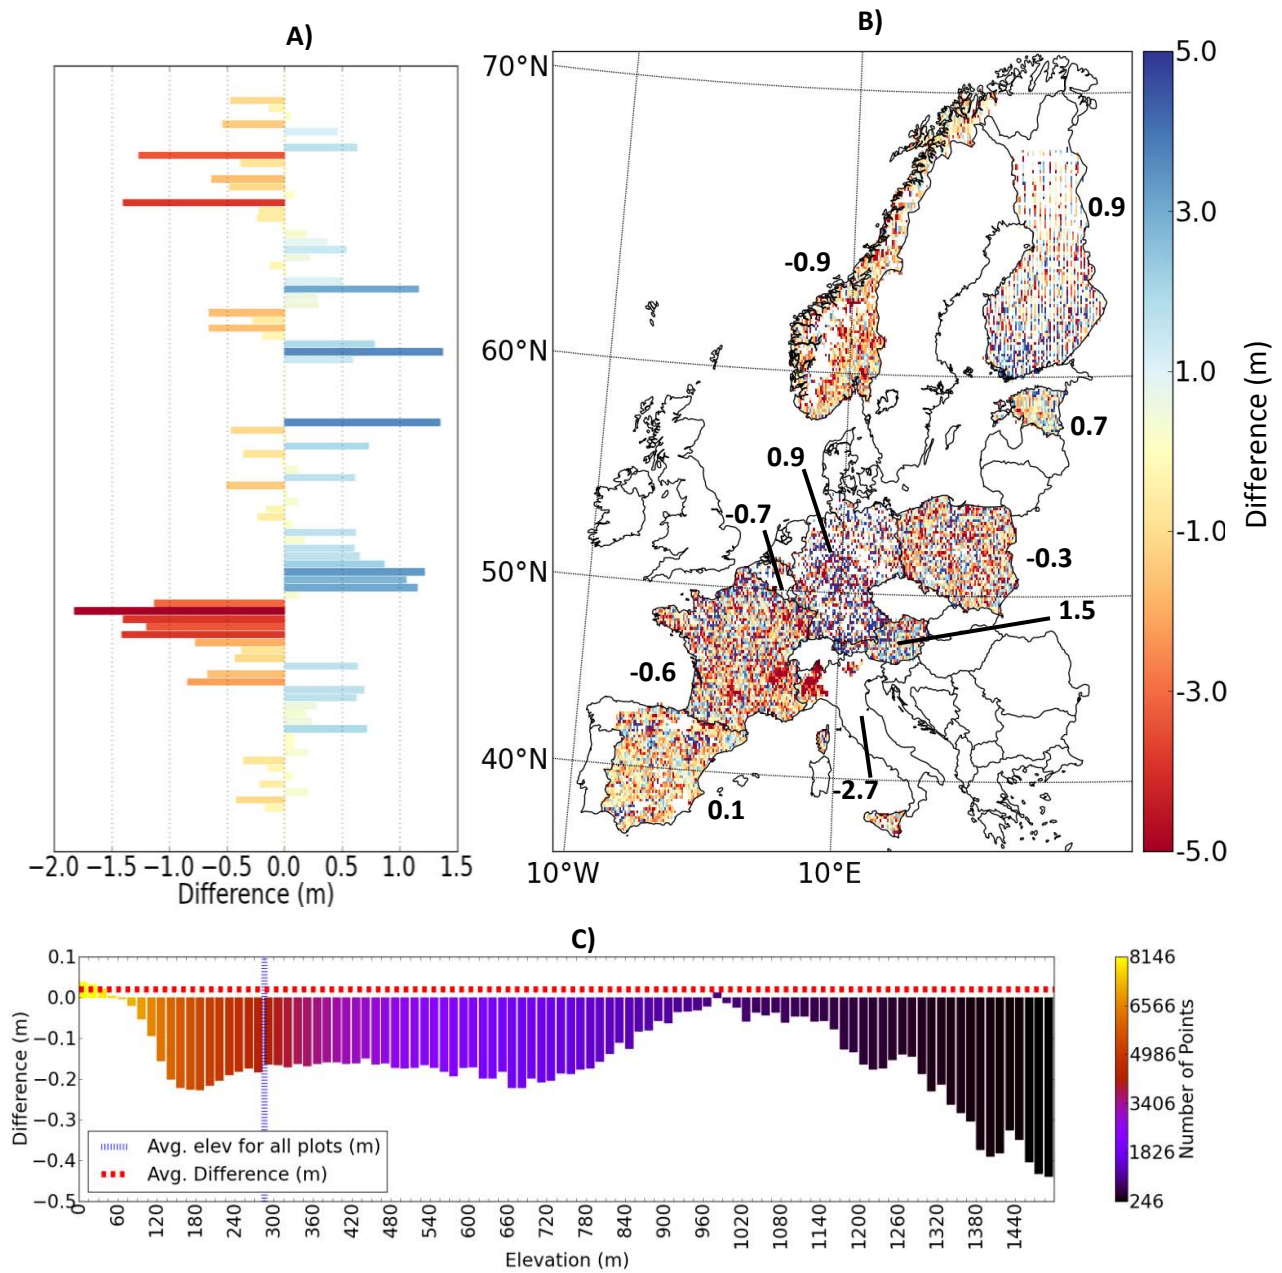 A)
B)
70°N
60°N
50°N
40°N
10°W
10°E
-0.9
0.9
0.7
0.9
-0.7
-0.3
1.5
-0.6
-2.7
0.1
5.0
3.0
1.0
-1.0
-3.0
-5.0
Difference (m)
−2.0 −1.5 −1.0 −0.5 0.0 0.5 1.0 1.5
Difference (m)
C)
0.1
0.0
−0.1
−0.2
−0.3
−0.4
−0.5
Difference (m)
Avg. elev for all plots (m)
Avg. Difference (m)
0 60 120 180 240 300 360 420 480 540 600 660 720 780 840 900 960 1020 1080 1140 1200 1260 1320 1380 1440
Elevation (m)
8146
6566
4986
3406
1826
246
Number of Points